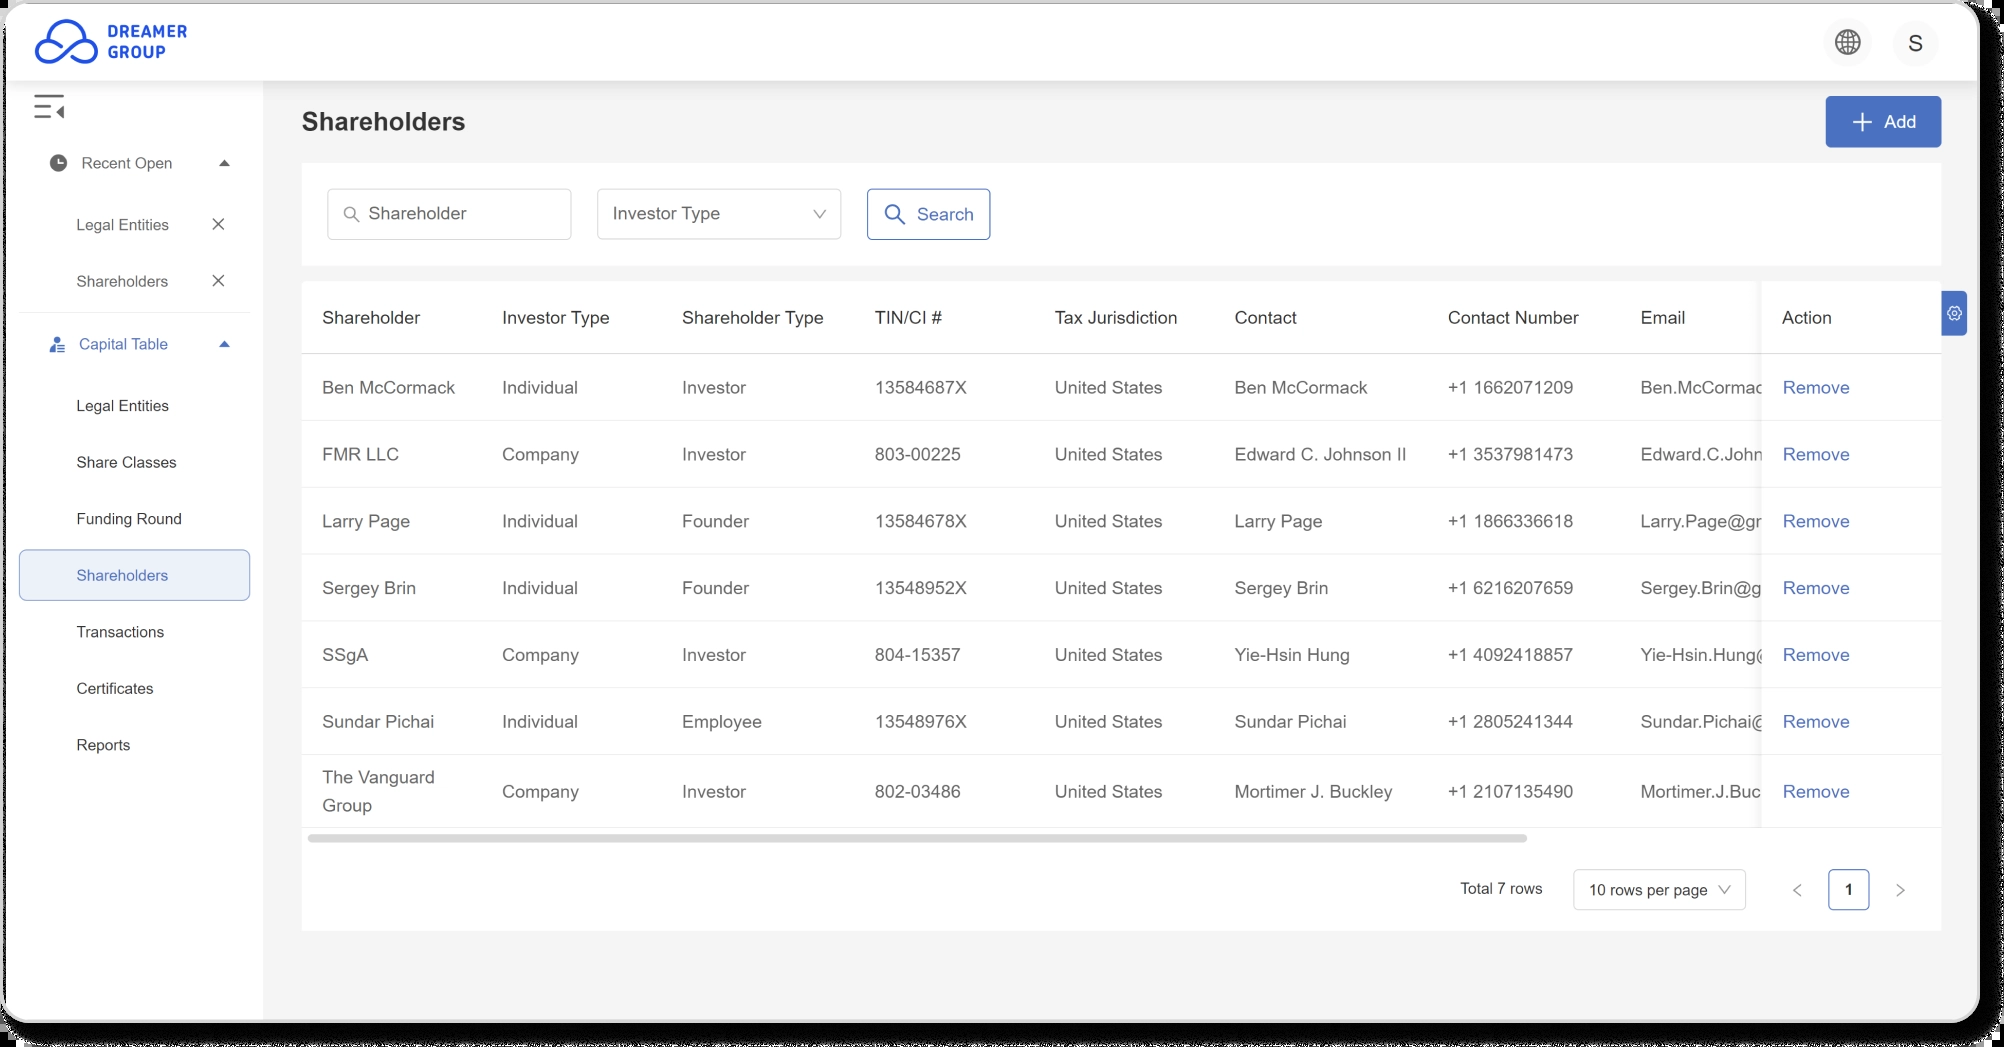 DREAMER
GROUP
S
Recent Open
Legal Entities
Shareholders
Capital Table
Legal Entities
Share Classes
Funding Round
Shareholders
Transactions
Certificates
Reports
Shareholders
+ Add
Shareholder
Investor Type
Search
Shareholder Investor Type Shareholder Type TIN/CI # Tax Jurisdiction Contact Contact Number Email Action
Ben McCormack Individual Investor 13584687X United States Ben McCormack +1 1662071209 Ben.McCormac Remove
FMR LLC Company Investor 803-00225 United States Edward C. Johnson II +1 3537981473 Edward.C.John Remove
Larry Page Individual Founder 13584678X United States Larry Page +1 1866336618 Larry.Page@gr Remove
Sergey Brin Individual Founder 13548952X United States Sergey Brin +1 6216207659 Sergey.Brin@g Remove
SSgA Company Investor 804-15357 United States Yie-Hsin Hung +1 4092418857 Yie-Hsin.Hung@ Remove
Sundar Pichai Individual Employee 13548976X United States Sundar Pichai +1 2805241344 Sundar.Pichai@ Remove
The Vanguard
Group Company Investor 802-03486 United States Mortimer J. Buckley +1 2107135490 Mortimer.J.Buc Remove
Total 7 rows 10 rows per page < 1 >